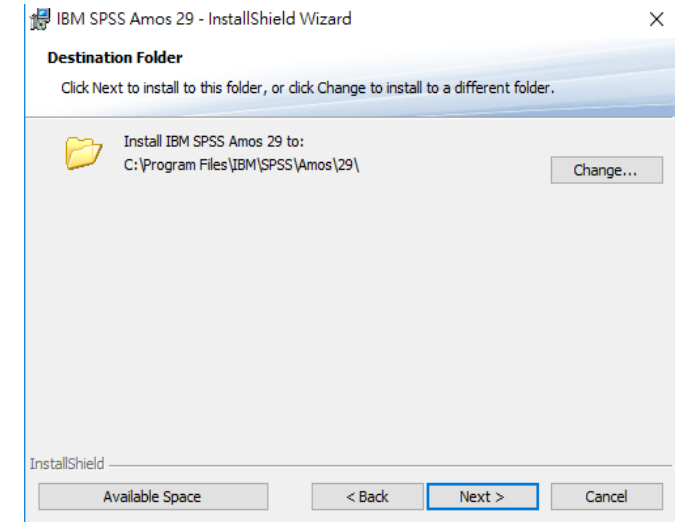 IBM SPSS Amos 29 - InstallShield Wizard
Destination Folder
Click Next to install to this folder, or click Change to install to a different folder.
Install IBM SPSS Amos 29 to:
C:\Program Files\IBM\SPSS\Amos\29\
Change...
InstallShield
Available Space
< Back
Next >
Cancel